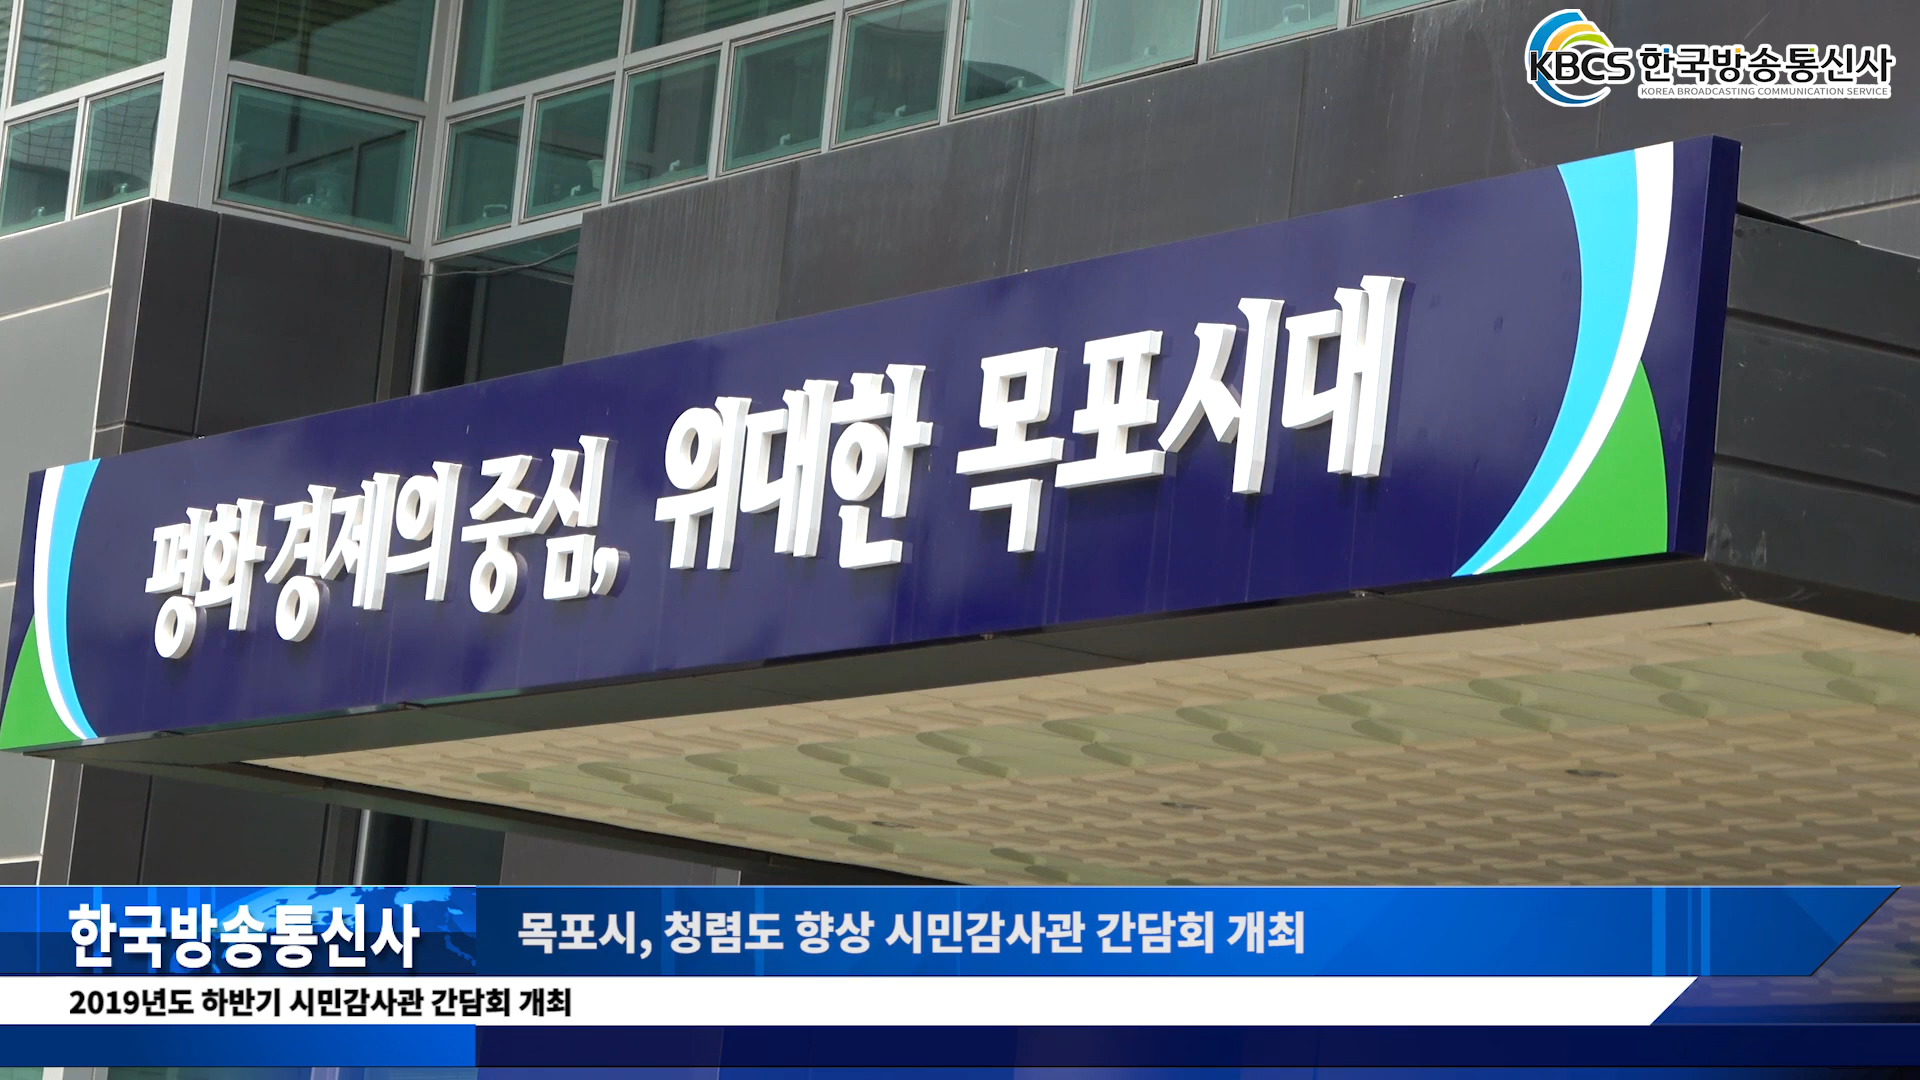 KBCS 한국방송통신사
KOREA BROADCASTING COMMUNICATION SERVICE
평화 경제의 중심, 위대한 목포시대
한국방송통신사
목포시, 청렴도 향상 시민감사관 간담회 개최
2019년도 하반기 시민감사관 간담회 개최